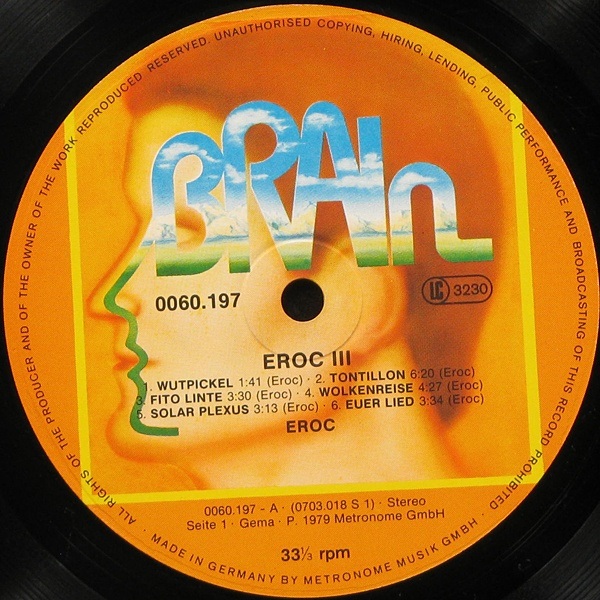 ALL RIGHTS OF THE PRODUCER AND OF THE OWNER OF THE WORK REPRODUCED RESERVED. UNAUTHORISED COPYING, HIRING, LENDING, PUBLIC PERFORMANCE AND BROADCASTING OF THIS RECORD PROHIBITED ·
BRAIn
0060.197
LC 3230
EROC III
1. WUTPICKEL 1:41 (Eroc) · 2. TONTILLON 6:20 (Eroc)
3. FITO LINTE 3:30 (Eroc) · 4. WOLKENREISE 4:27 (Eroc)
5. SOLAR PLEXUS 3:13 (Eroc) · 6. EUER LIED 3:34 (Eroc)
EROC
0060.197 - A · (0703.018 S 1) · Stereo
Seite 1 · Gema · P. 1979 Metronome GmbH
33⅓ rpm
· MADE IN GERMANY BY METRONOME MUSIK GMBH ·